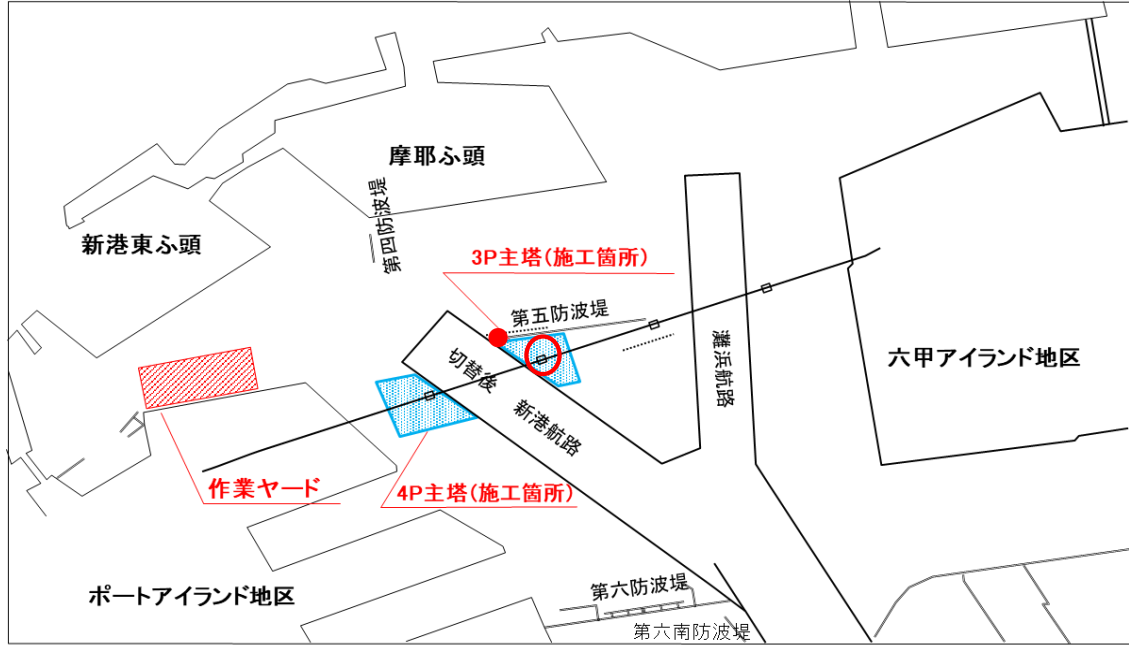 摩耶ふ頭
第四防波堤
新港東ふ頭
3P主塔(施工箇所)
第五防波堤
切替後 新港航路
灘浜航路
六甲アイランド地区
作業ヤード
4P主塔(施工箇所)
ポートアイランド地区
第六防波堤
第六南防波堤